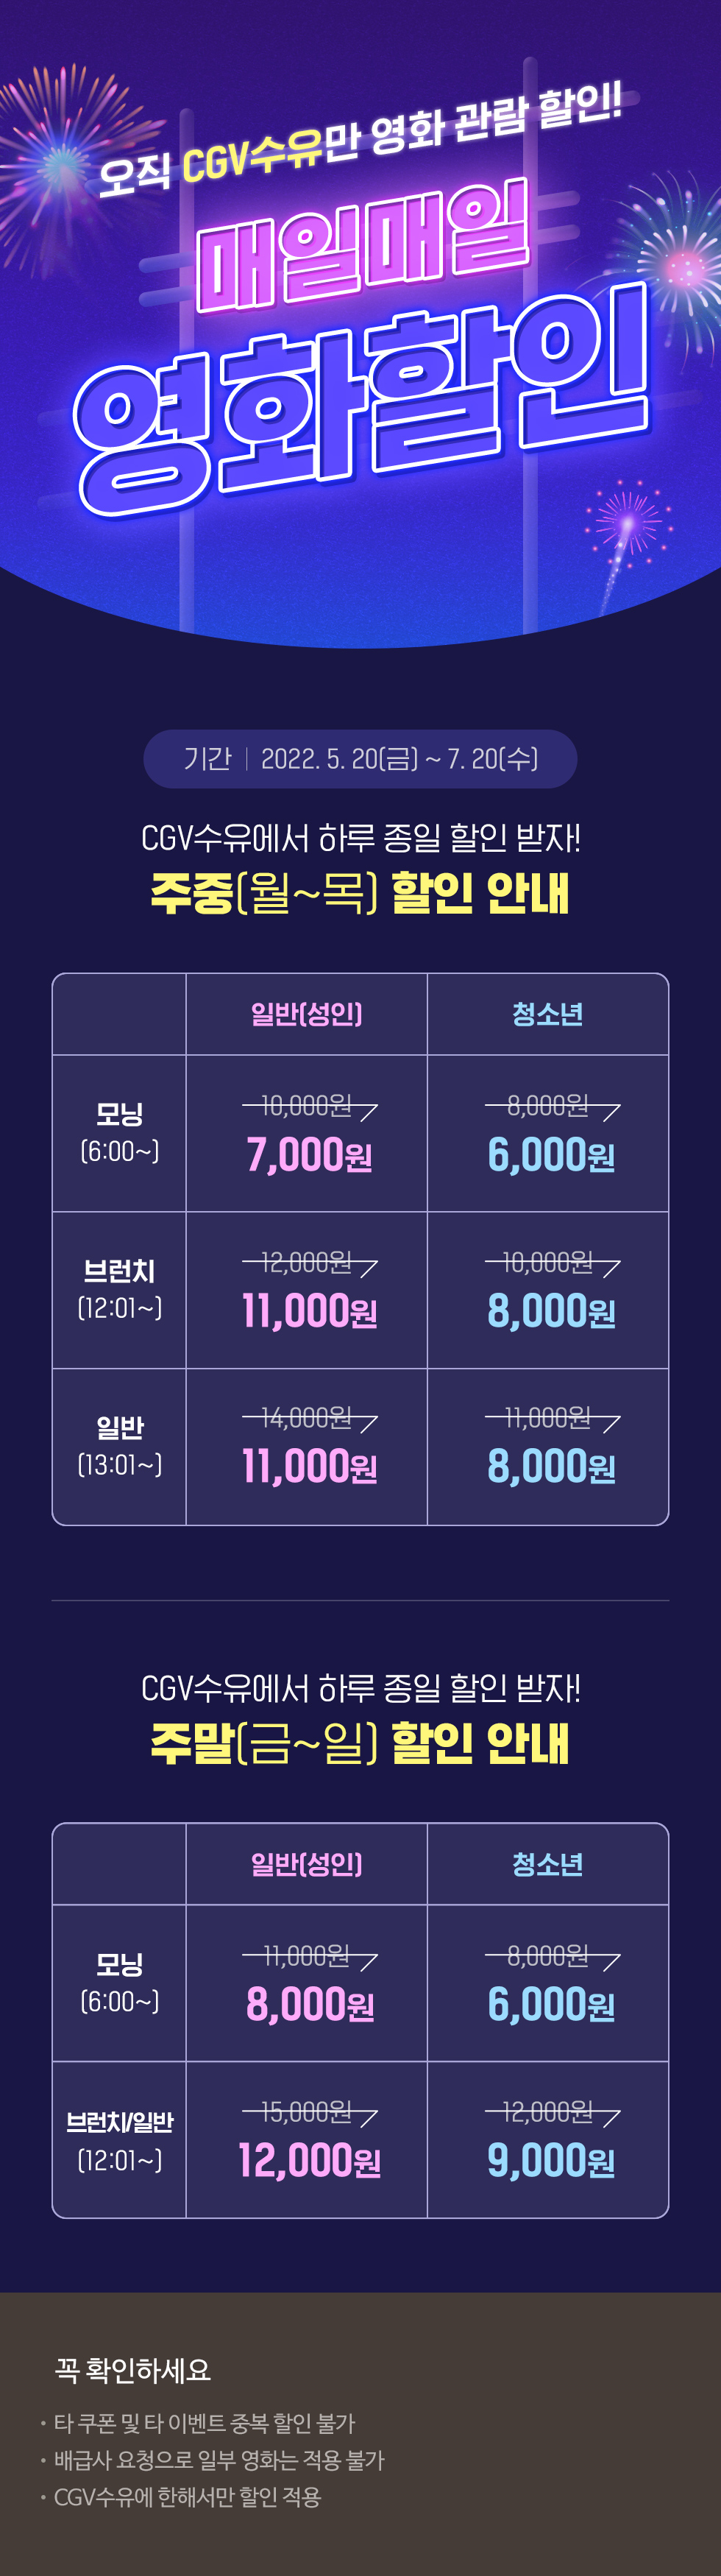 오직 CGV수유만 영화 관람 할인!
매일매일
영화할인
기간 | 2022. 5. 20(금) ~ 7. 20(수)
CGV수유에서 하루 종일 할인 받자!
주중(월~목) 할인 안내
일반(성인) 청소년
모닝
(6:00~)
10,000원 8,000원
7,000원 6,000원
브런치
(12:01~)
12,000원 10,000원
11,000원 8,000원
일반
(13:01~)
14,000원 11,000원
11,000원 8,000원
CGV수유에서 하루 종일 할인 받자!
주말(금~일) 할인 안내
일반(성인) 청소년
모닝
(6:00~)
11,000원 8,000원
8,000원 6,000원
브런치/일반
(12:01~)
15,000원 12,000원
12,000원 9,000원
꼭 확인하세요
· 타 쿠폰 및 타 이벤트 중복 할인 불가
· 배급사 요청으로 일부 영화는 적용 불가
· CGV수유에 한해서만 할인 적용